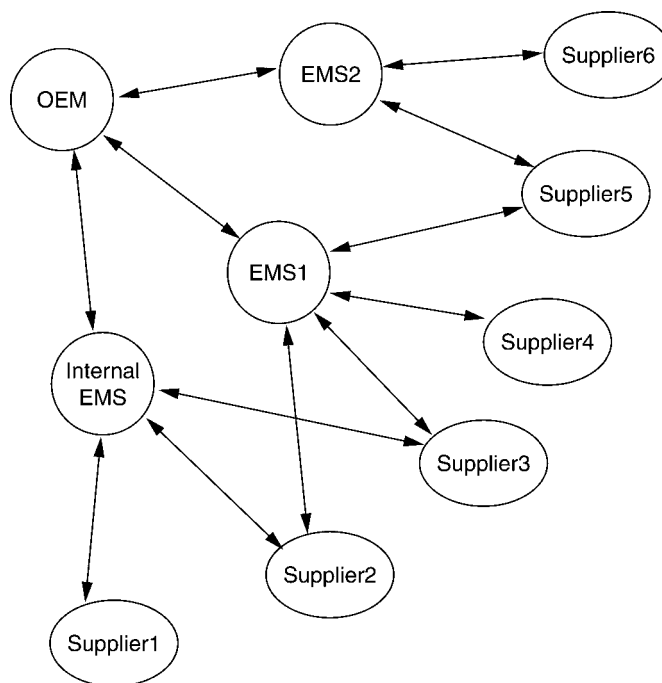 Supplier6
EMS2
OEM
Supplier5
EMS1
Supplier4
Internal
EMS
Supplier3
Supplier2
Supplier1